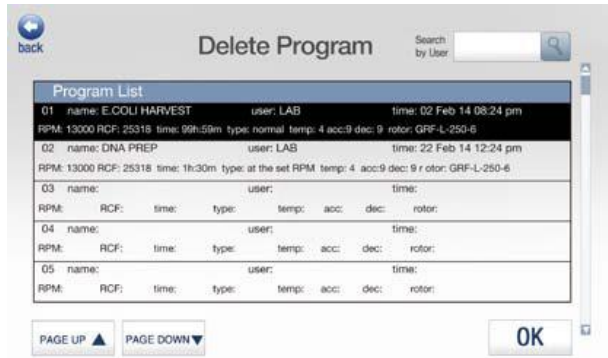 back
Delete Program
Search
by User
Program List
01 name: E.COLI HARVEST user: LAB time: 02 Feb 14 08:24 pm
RPM: 13000 RCF: 25318 time: 99h:59m type: normal temp: 4 acc:9 dec: 9 rotor: GRF-L-250-6
02 name: DNA PREP user: LAB time: 22 Feb 14 12:24 pm
RPM: 13000 RCF: 25318 time: 1h:30m type: at the set RPM temp: 4 acc:9 dec: 9 r otor: GRF-L-250-6
03 name: user: time:
RPM: RCF: time: type: temp: acc: dec: rotor:
04 name: user: time:
RPM: RCF: time: type: temp: acc: dec: rotor:
05 name: user: time:
RPM: RCF: time: type: temp: acc: dec: rotor:
PAGE UP ▲ PAGE DOWN ▼ OK